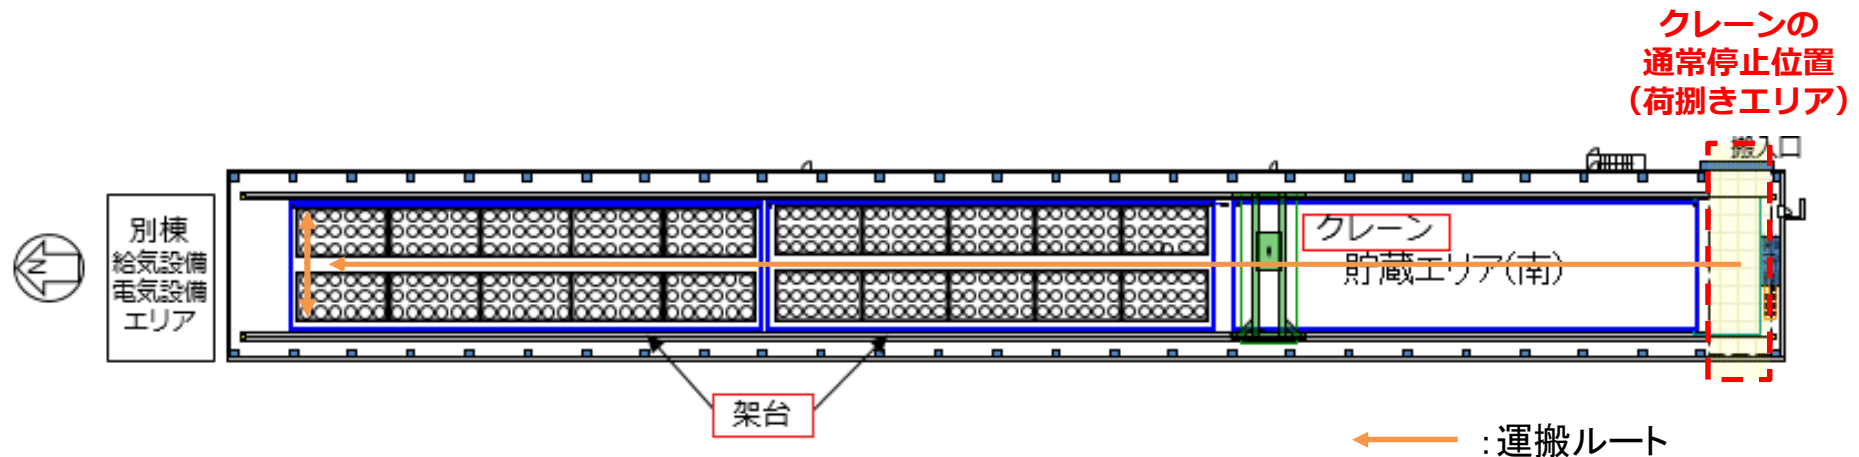 クレーンの
通常停止位置
（荷捌きエリア）
搬入口
別棟
給気設備
電気設備
エリア
N
クレーン
貯蔵エリア(南)
架台
：運搬ルート